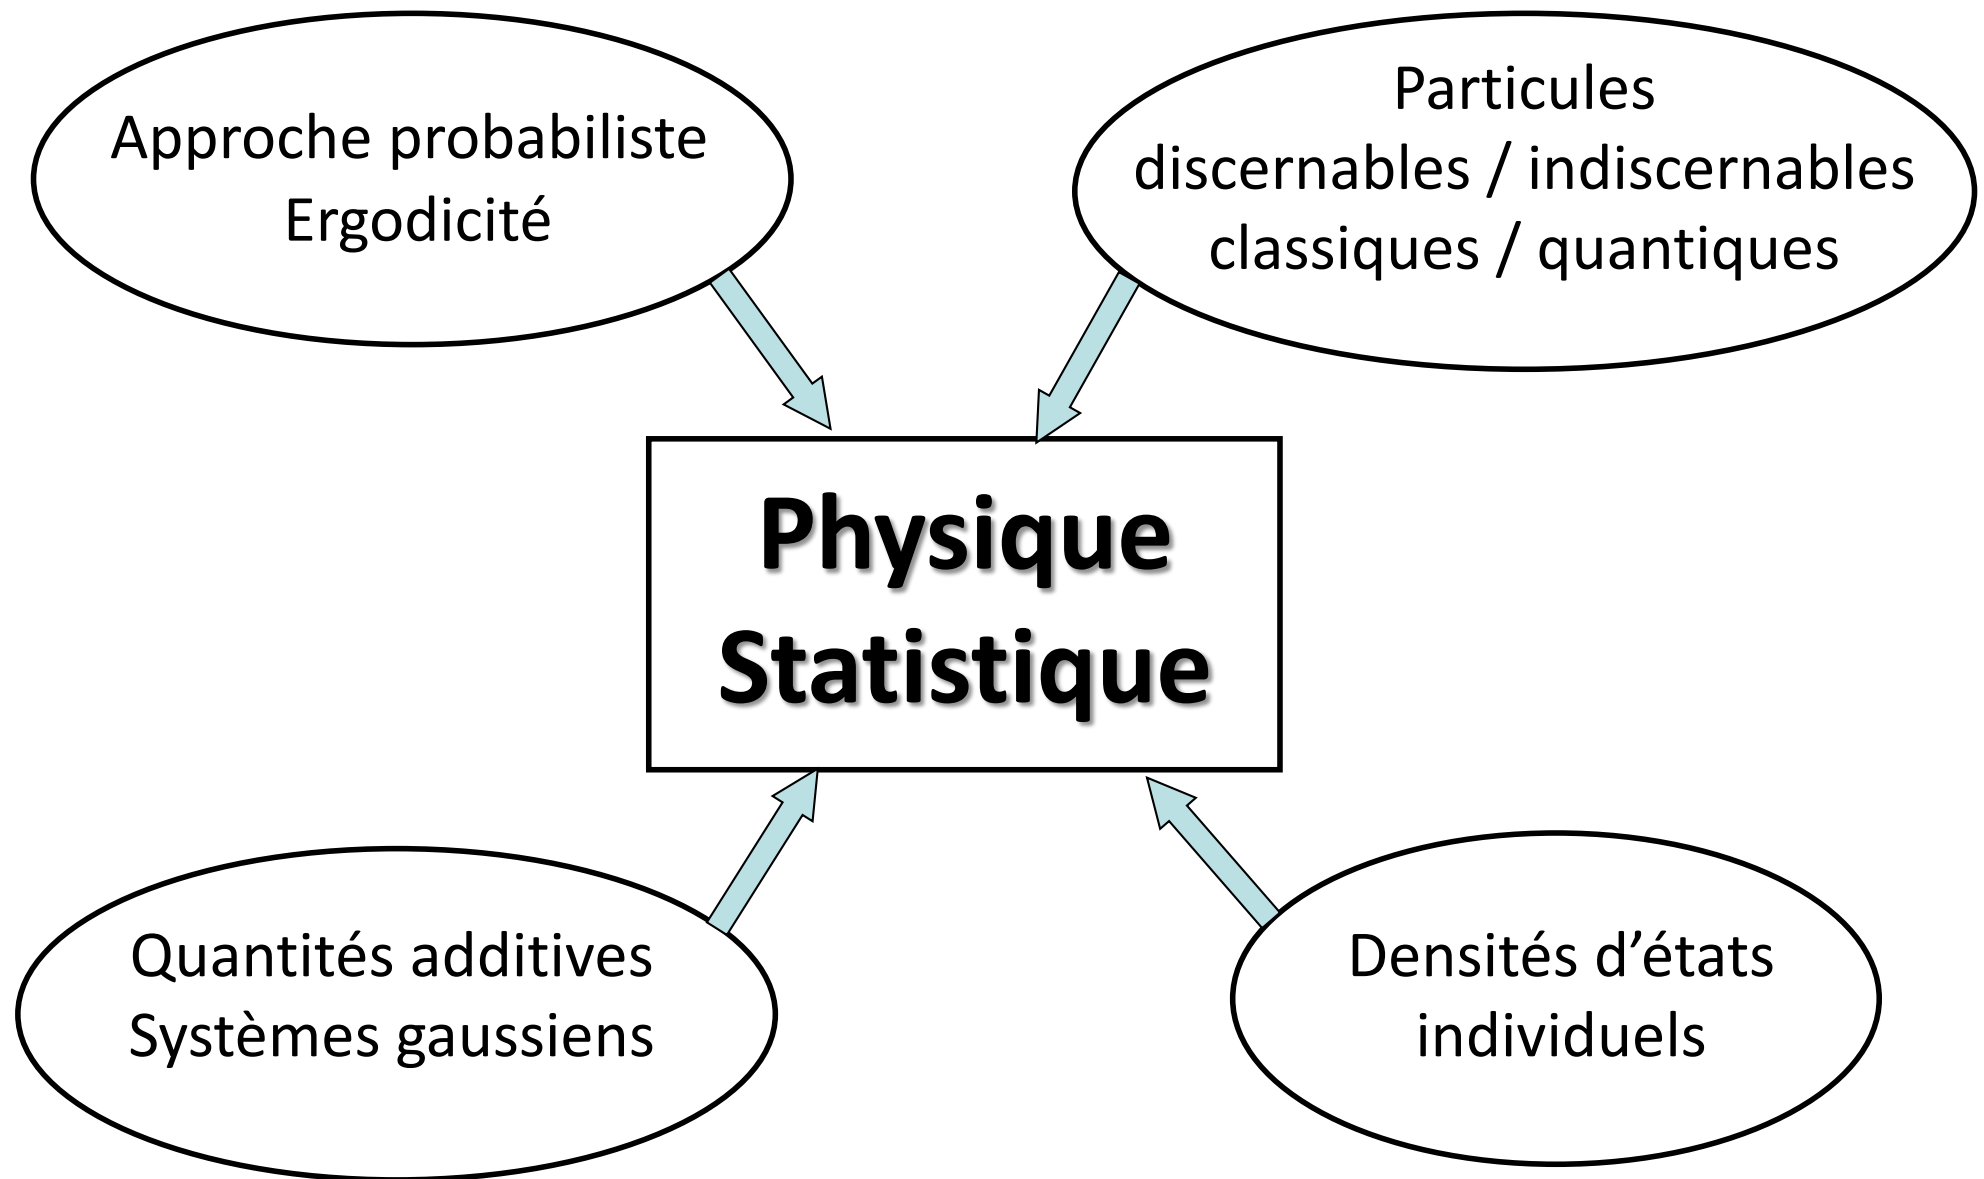 Approche probabiliste
Ergodicité
Particules
discernables / indiscernables
classiques / quantiques
Physique
Statistique
Quantités additives
Systèmes gaussiens
Densités d’états
individuels